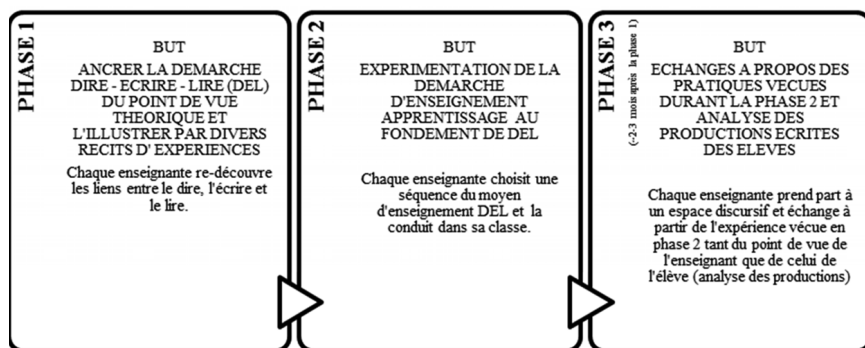 PHASE 1
BUT
ANCRER LA DEMARCHE
DIRE - ECRIRE - LIRE (DEL)
DU POINT DE VUE
THEORIQUE ET
L'ILLUSTRER PAR DIVERS
RECITS D' EXPERIENCES
Chaque enseignante re-découvre
les liens entre le dire, l'écrire et
le lire.
PHASE 2
BUT
EXPERIMENTATION DE LA
DEMARCHE
D'ENSEIGNEMENT
APPRENTISSAGE AU
FONDEMENT DE DEL
Chaque enseignante choisit une
séquence du moyen
d'enseignement DEL et la
conduit dans sa classe.
PHASE 3
(~2-3 mois après la phase 1)
BUT
ECHANGES A PROPOS DES
PRATIQUES VECUES
DURANT LA PHASE 2 ET
ANALYSE DES
PRODUCTIONS ECRITES
DES ELEVES
Chaque enseignante prend part à
un espace discursif et échange à
partir de l'expérience vécue en
phase 2 tant du point de vue de
l'enseignant que de celui de
l'élève (analyse des productions)